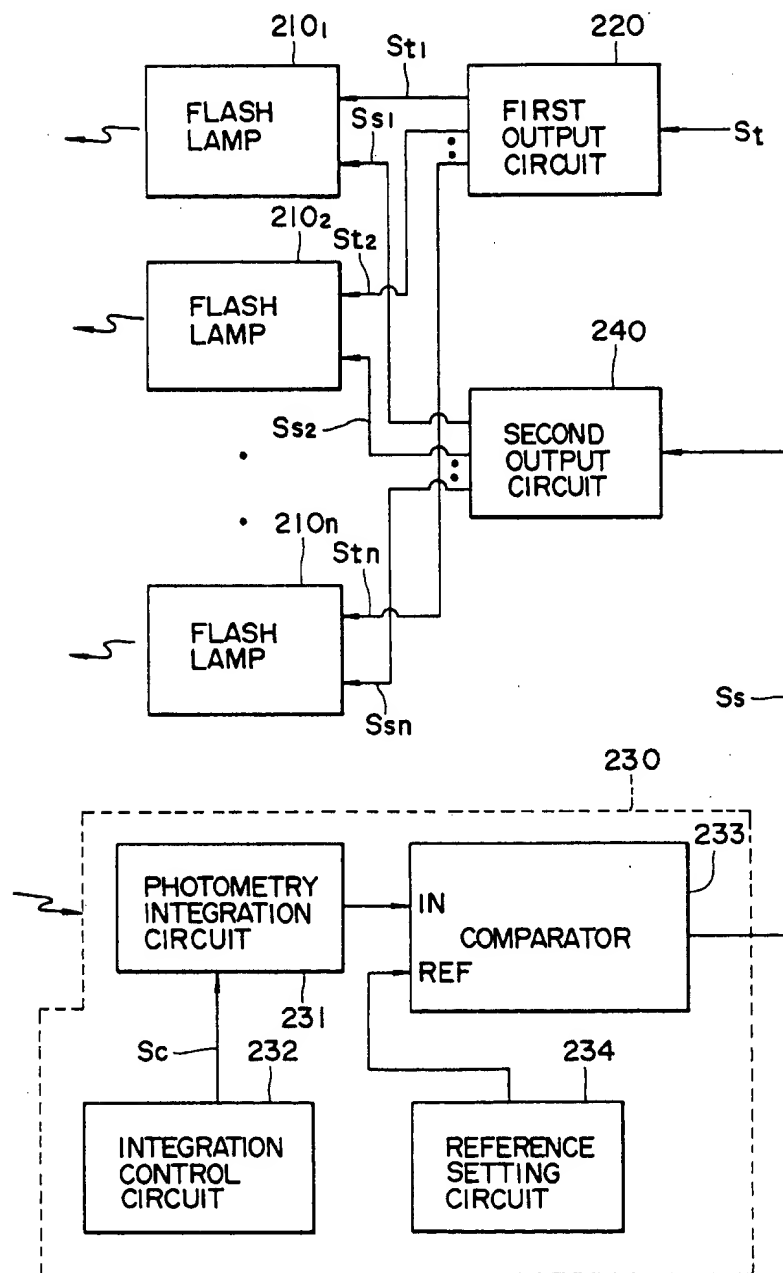 210₁
220
St₁
FLASH
LAMP
Ss₁
FIRST
OUTPUT
CIRCUIT
St
210₂
St₂
FLASH
LAMP
240
Ss₂
SECOND
OUTPUT
CIRCUIT
210n
Stn
FLASH
LAMP
Ssn
Ss
230
233
PHOTOMETRY
INTEGRATION
CIRCUIT
IN
COMPARATOR
REF
231
Sc
232
234
INTEGRATION
CONTROL
CIRCUIT
REFERENCE
SETTING
CIRCUIT